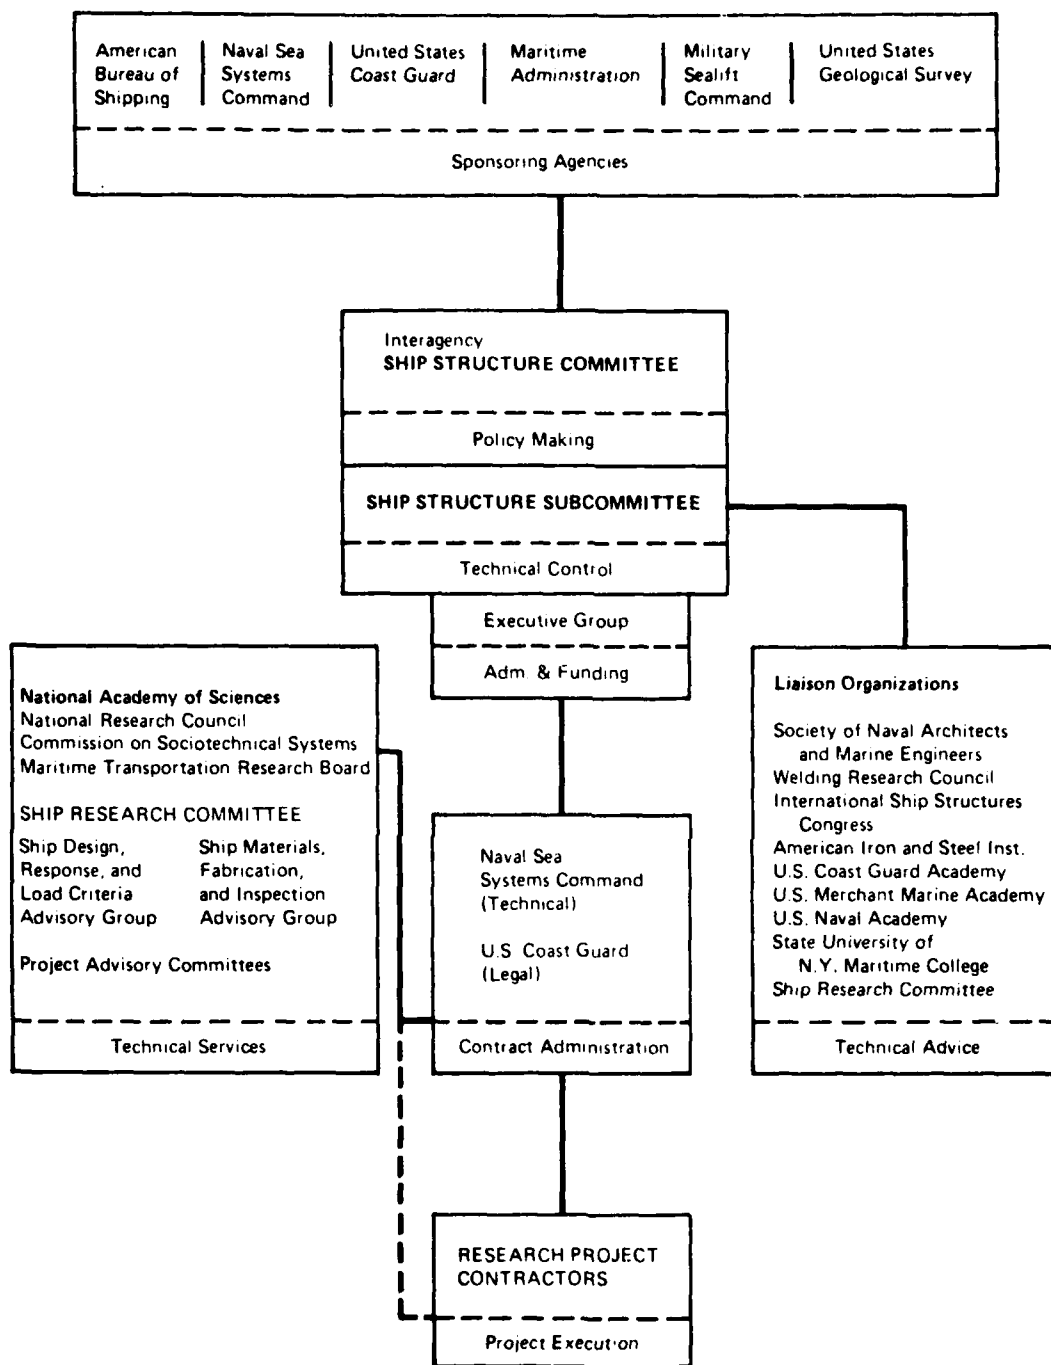 American
Bureau of
Shipping
Naval Sea
Systems
Command
United States
Coast Guard
Maritime
Administration
Military
Sealift
Command
United States
Geological Survey
Sponsoring Agencies
Interagency
SHIP STRUCTURE COMMITTEE
Policy Making
SHIP STRUCTURE SUBCOMMITTEE
Technical Control
Executive Group
Adm. & Funding
National Academy of Sciences
National Research Council
Commission on Sociotechnical Systems
Maritime Transportation Research Board
SHIP RESEARCH COMMITTEE
Ship Design,
Response, and
Load Criteria
Advisory Group
Ship Materials,
Fabrication,
and Inspection
Advisory Group
Project Advisory Committees
Technical Services
Naval Sea
Systems Command
(Technical)
U.S. Coast Guard
(Legal)
Contract Administration
Liaison Organizations
Society of Naval Architects
and Marine Engineers
Welding Research Council
International Ship Structures
Congress
American Iron and Steel Inst.
U.S. Coast Guard Academy
U.S. Merchant Marine Academy
U.S. Naval Academy
State University of
N.Y. Maritime College
Ship Research Committee
Technical Advice
RESEARCH PROJECT
CONTRACTORS
Project Execution